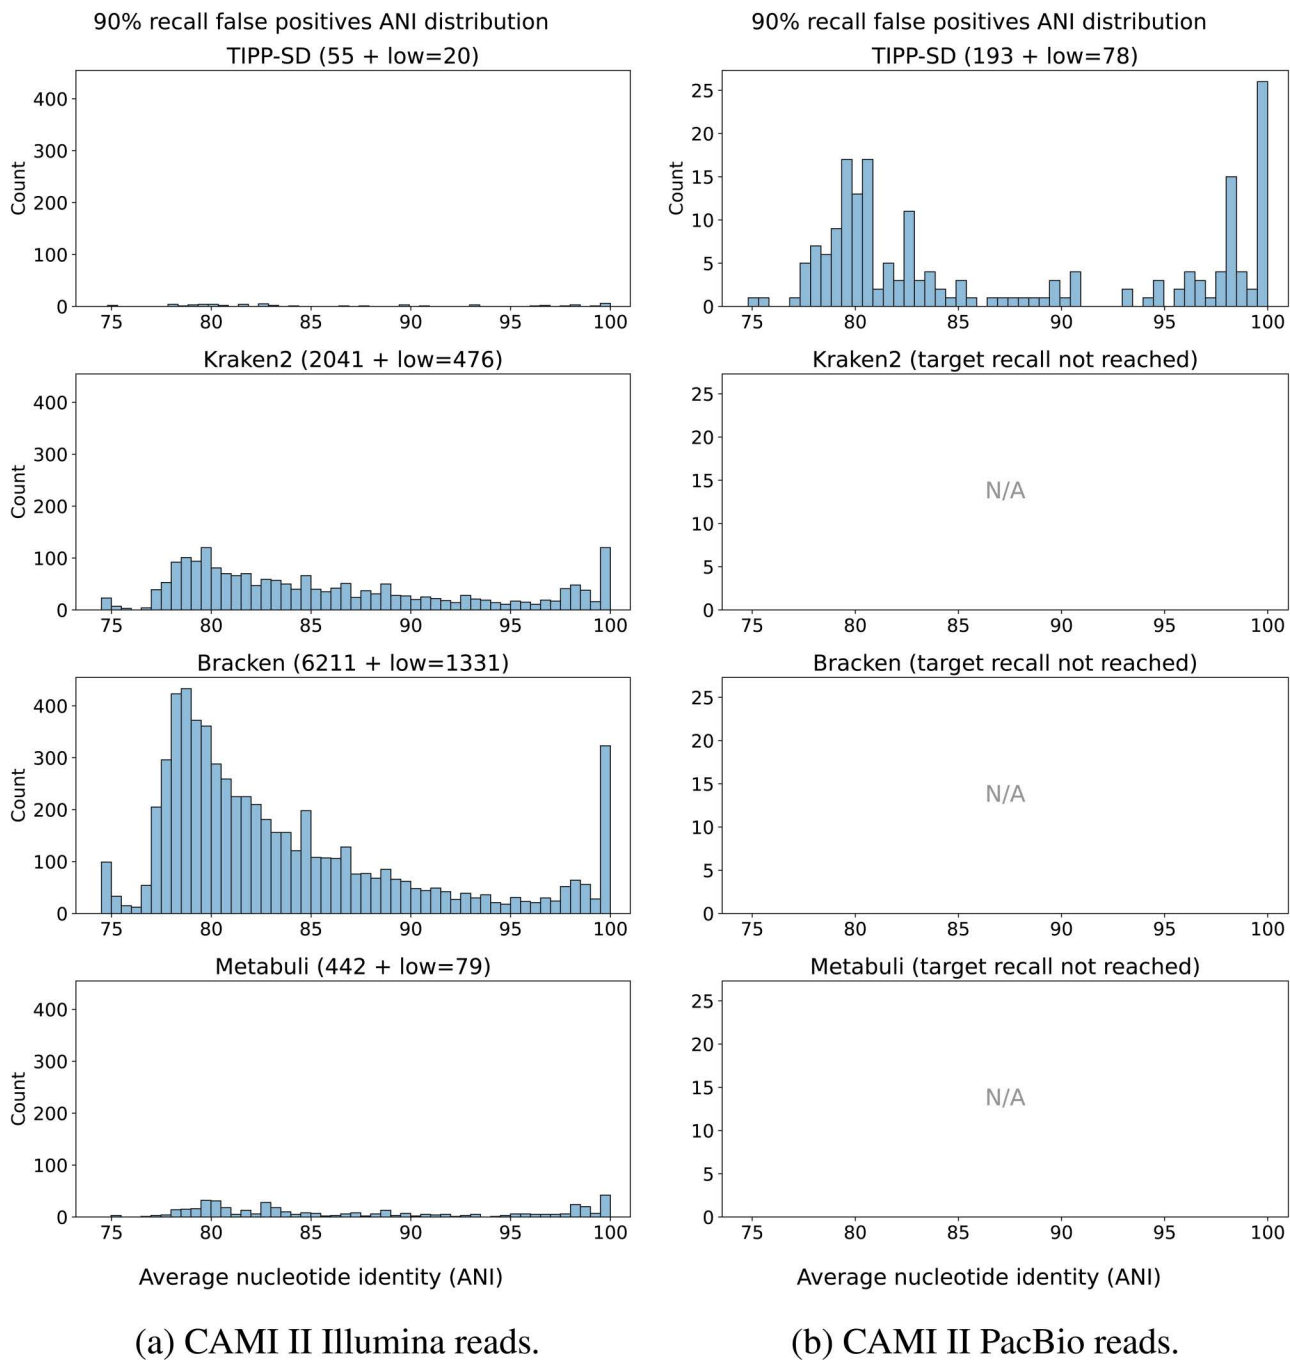 90% recall false positives ANI distribution
TIPP-SD (55 + low=20)
400
300
200
100
0
Count
75 80 85 90 95 100
Kraken2 (2041 + low=476)
400
300
200
100
0
Count
75 80 85 90 95 100
Bracken (6211 + low=1331)
400
300
200
100
0
Count
75 80 85 90 95 100
Metabuli (442 + low=79)
400
300
200
100
0
Count
75 80 85 90 95 100
Average nucleotide identity (ANI)
(a) CAMI II Illumina reads.
90% recall false positives ANI distribution
TIPP-SD (193 + low=78)
25
20
15
10
5
0
Count
75 80 85 90 95 100
Kraken2 (target recall not reached)
25
20
15
10
5
0
N/A
75 80 85 90 95 100
Bracken (target recall not reached)
25
20
15
10
5
0
N/A
75 80 85 90 95 100
Metabuli (target recall not reached)
25
20
15
10
5
0
N/A
75 80 85 90 95 100
Average nucleotide identity (ANI)
(b) CAMI II PacBio reads.